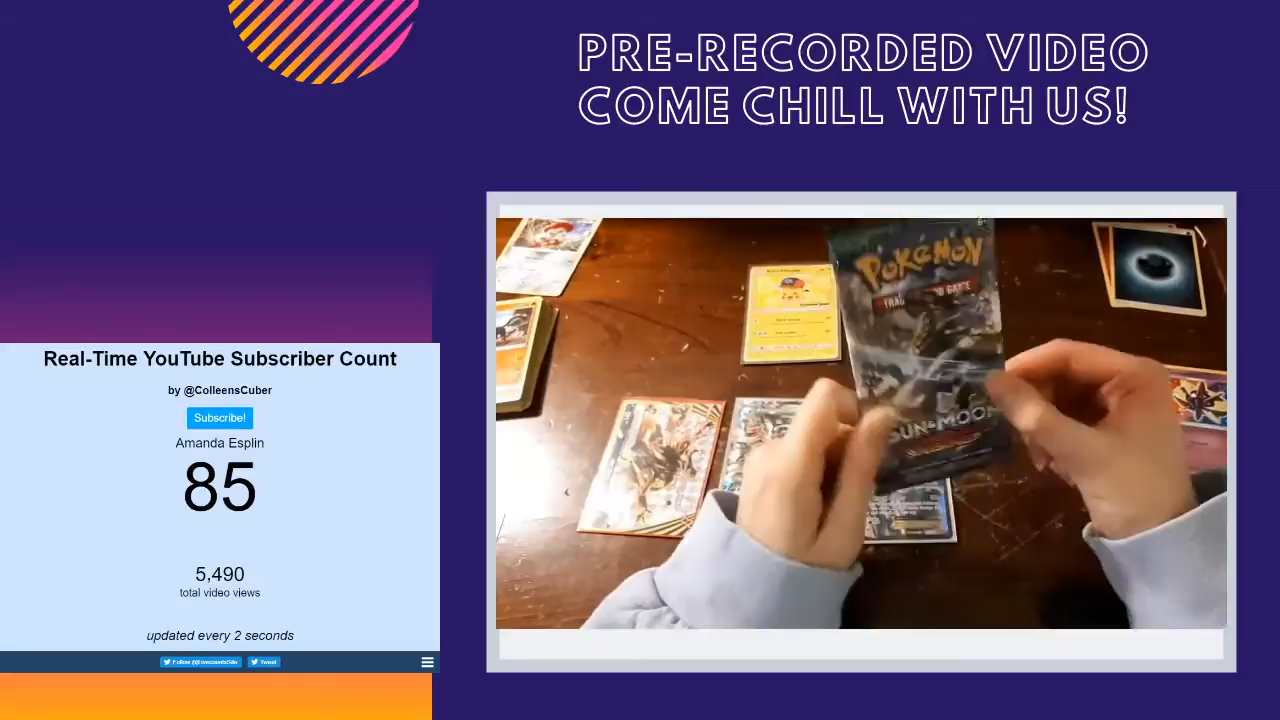 PRE-RECORDED VIDEO
COME CHILL WITH US!
Real-Time YouTube Subscriber Count
by @ColleensCuber
Subscribe!
Amanda Esplin
85
5,490
total video views
updated every 2 seconds
Tweet
POKéMON
SUN & MOON